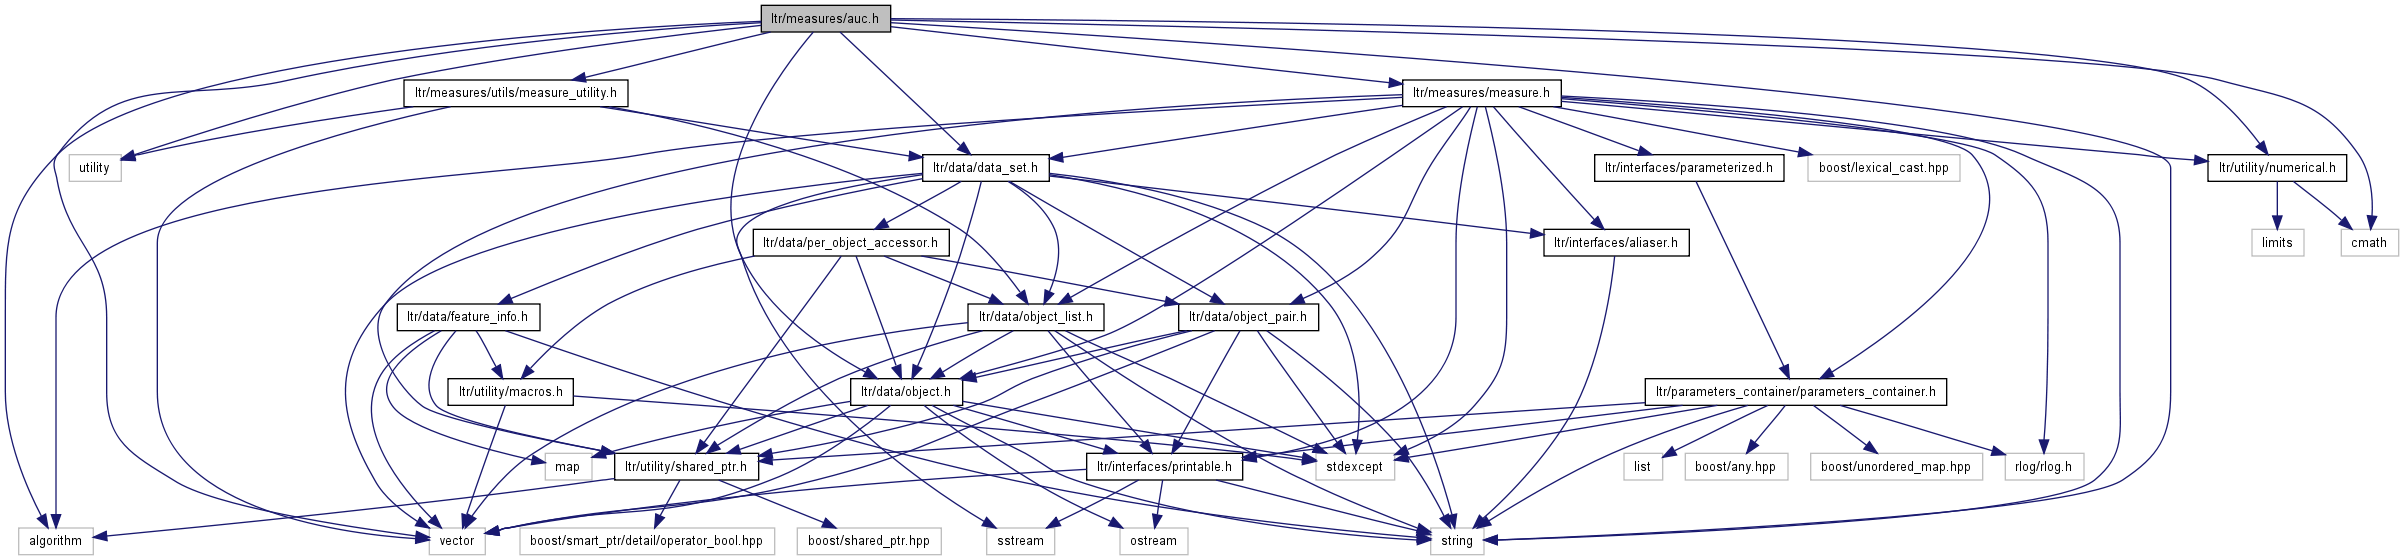 ltr/measures/auc.h
ltr/measures/utils/measure_utility.h
ltr/measures/measure.h
utility
ltr/data/data_set.h
ltr/interfaces/parameterized.h
boost/lexical_cast.hpp
ltr/utility/numerical.h
ltr/data/per_object_accessor.h
ltr/interfaces/aliaser.h
limits
cmath
ltr/data/feature_info.h
ltr/data/object_list.h
ltr/data/object_pair.h
ltr/utility/macros.h
ltr/data/object.h
ltr/parameters_container/parameters_container.h
map
ltr/utility/shared_ptr.h
ltr/interfaces/printable.h
stdexcept
list
boost/any.hpp
boost/unordered_map.hpp
rlog/rlog.h
algorithm
vector
boost/smart_ptr/detail/operator_bool.hpp
boost/shared_ptr.hpp
sstream
ostream
string